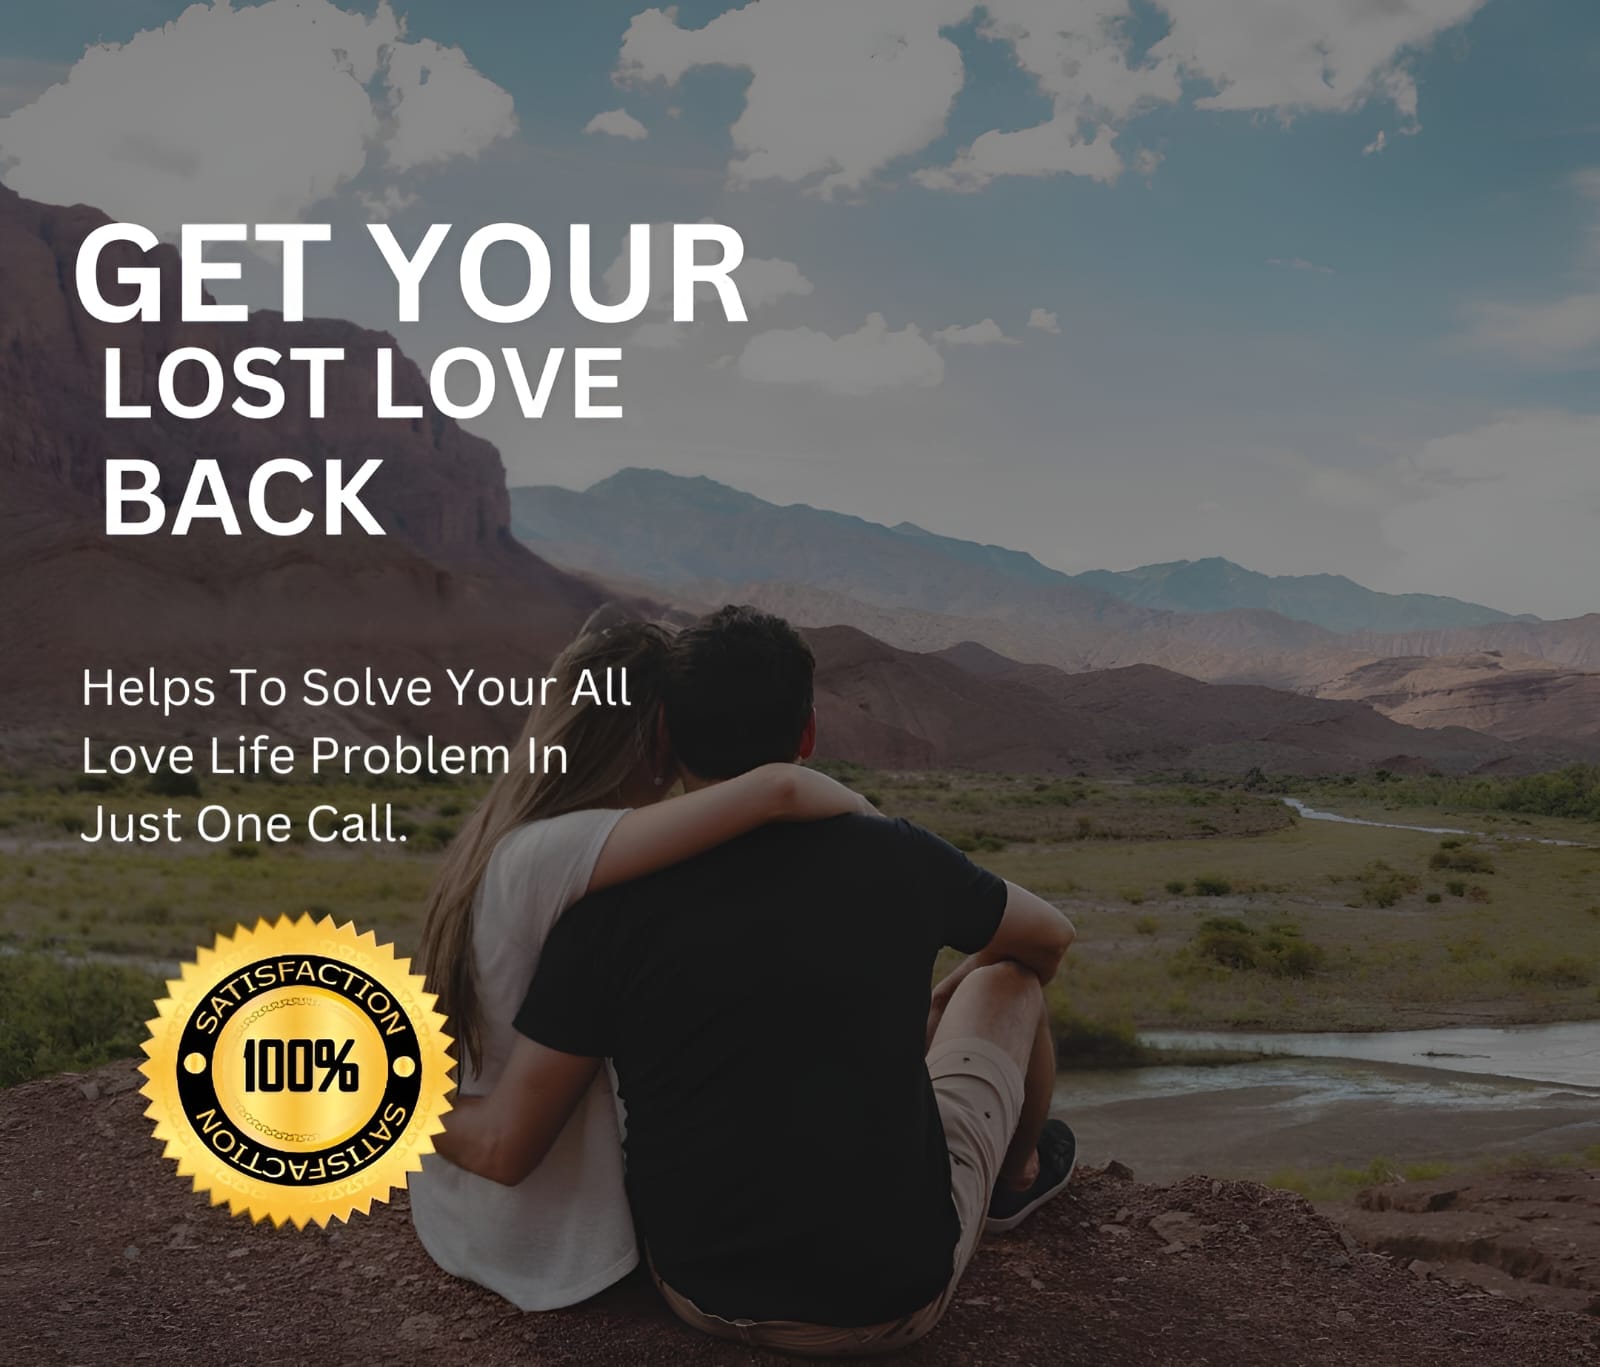 GET YOUR
LOST LOVE
BACK
Helps To Solve Your All
Love Life Problem In
Just One Call.
SATISFACTION
100%
SATISFACTION